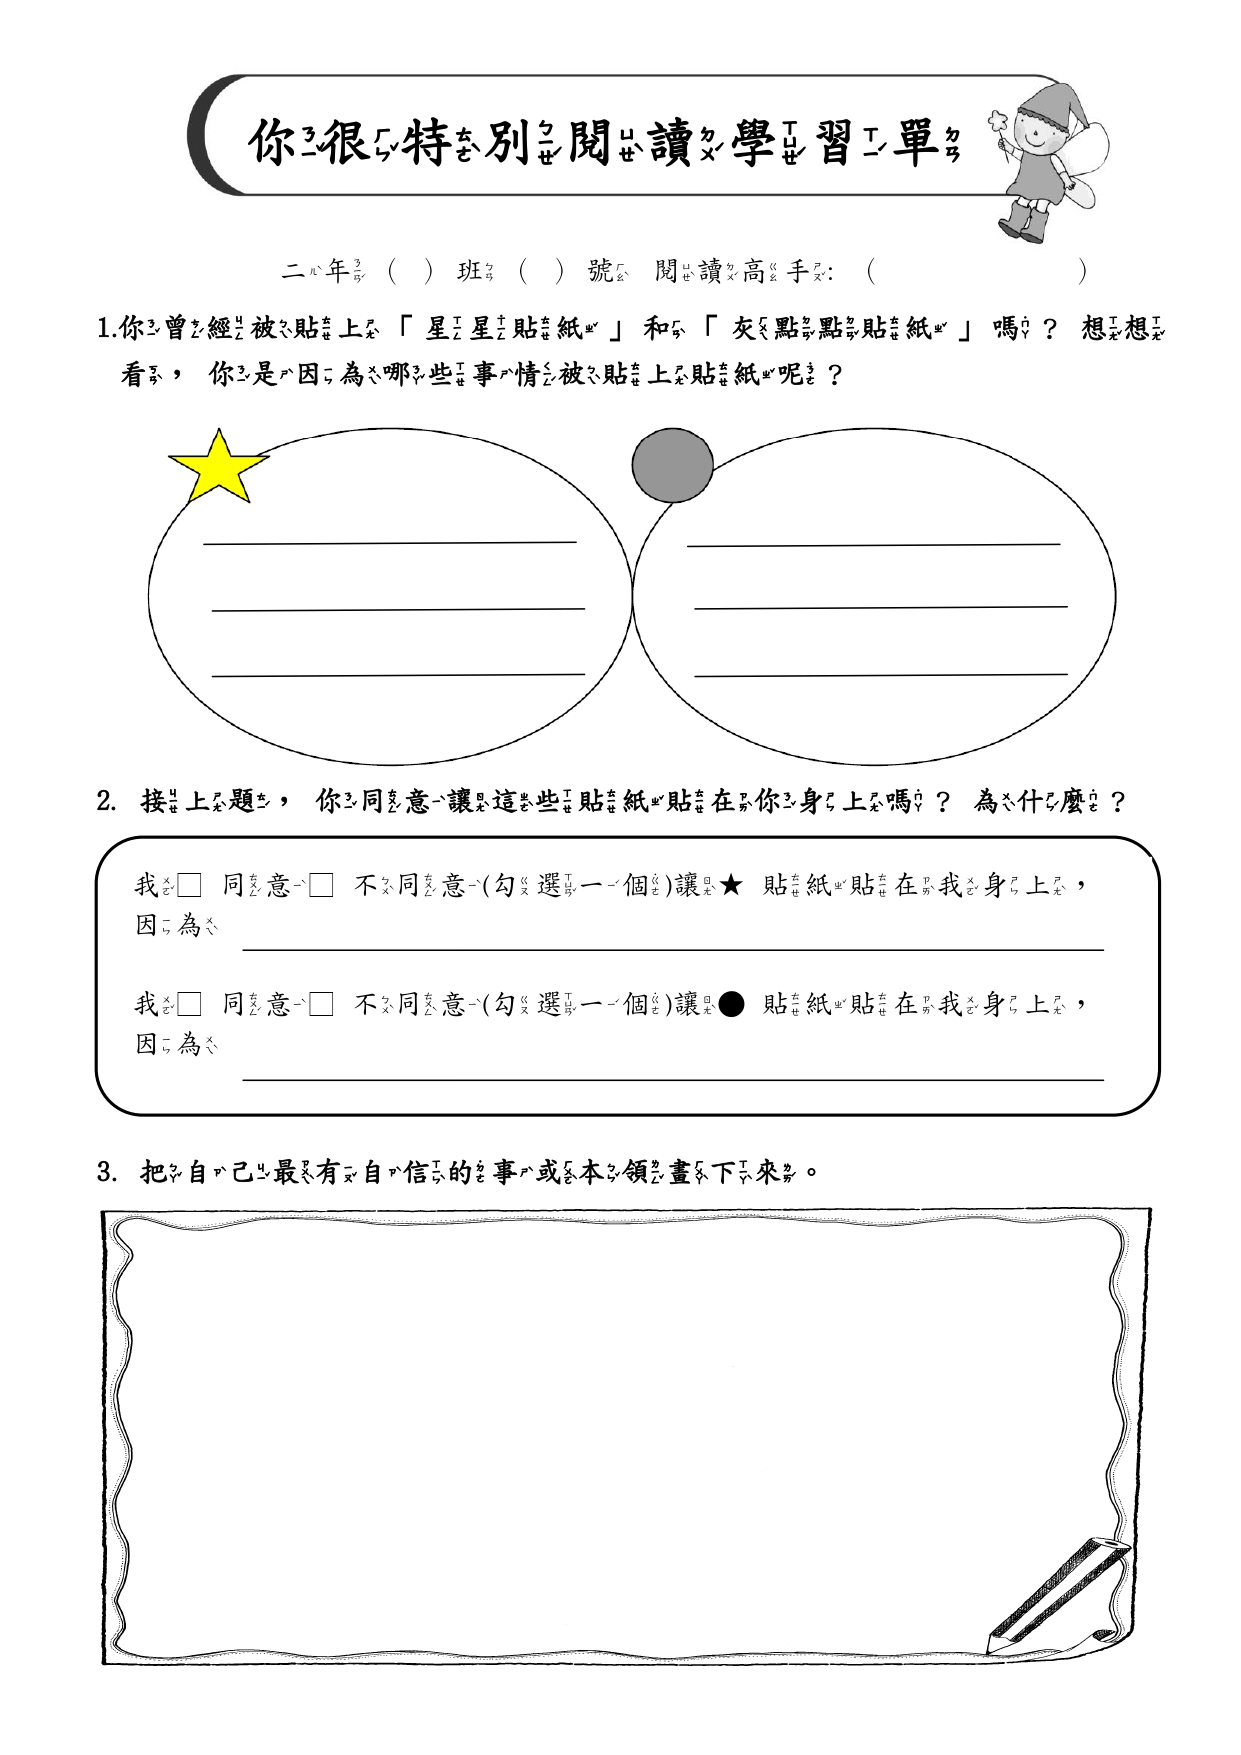 你很特別閱讀學習單
二年（ ）班（ ）號 閱讀高手:（ ）
1.你曾經被貼上「星星貼紙」和「灰點點貼紙」嗎？想想
看，你是因為哪些事情被貼上貼紙呢？
2. 接上題，你同意讓這些貼紙貼在你身上嗎？為什麼？
我□ 同意□ 不同意(勾選一個)讓★ 貼紙貼在我身上，
因為
我□ 同意□ 不同意(勾選一個)讓● 貼紙貼在我身上，
因為
3. 把自己最有自信的事或本領畫下來。